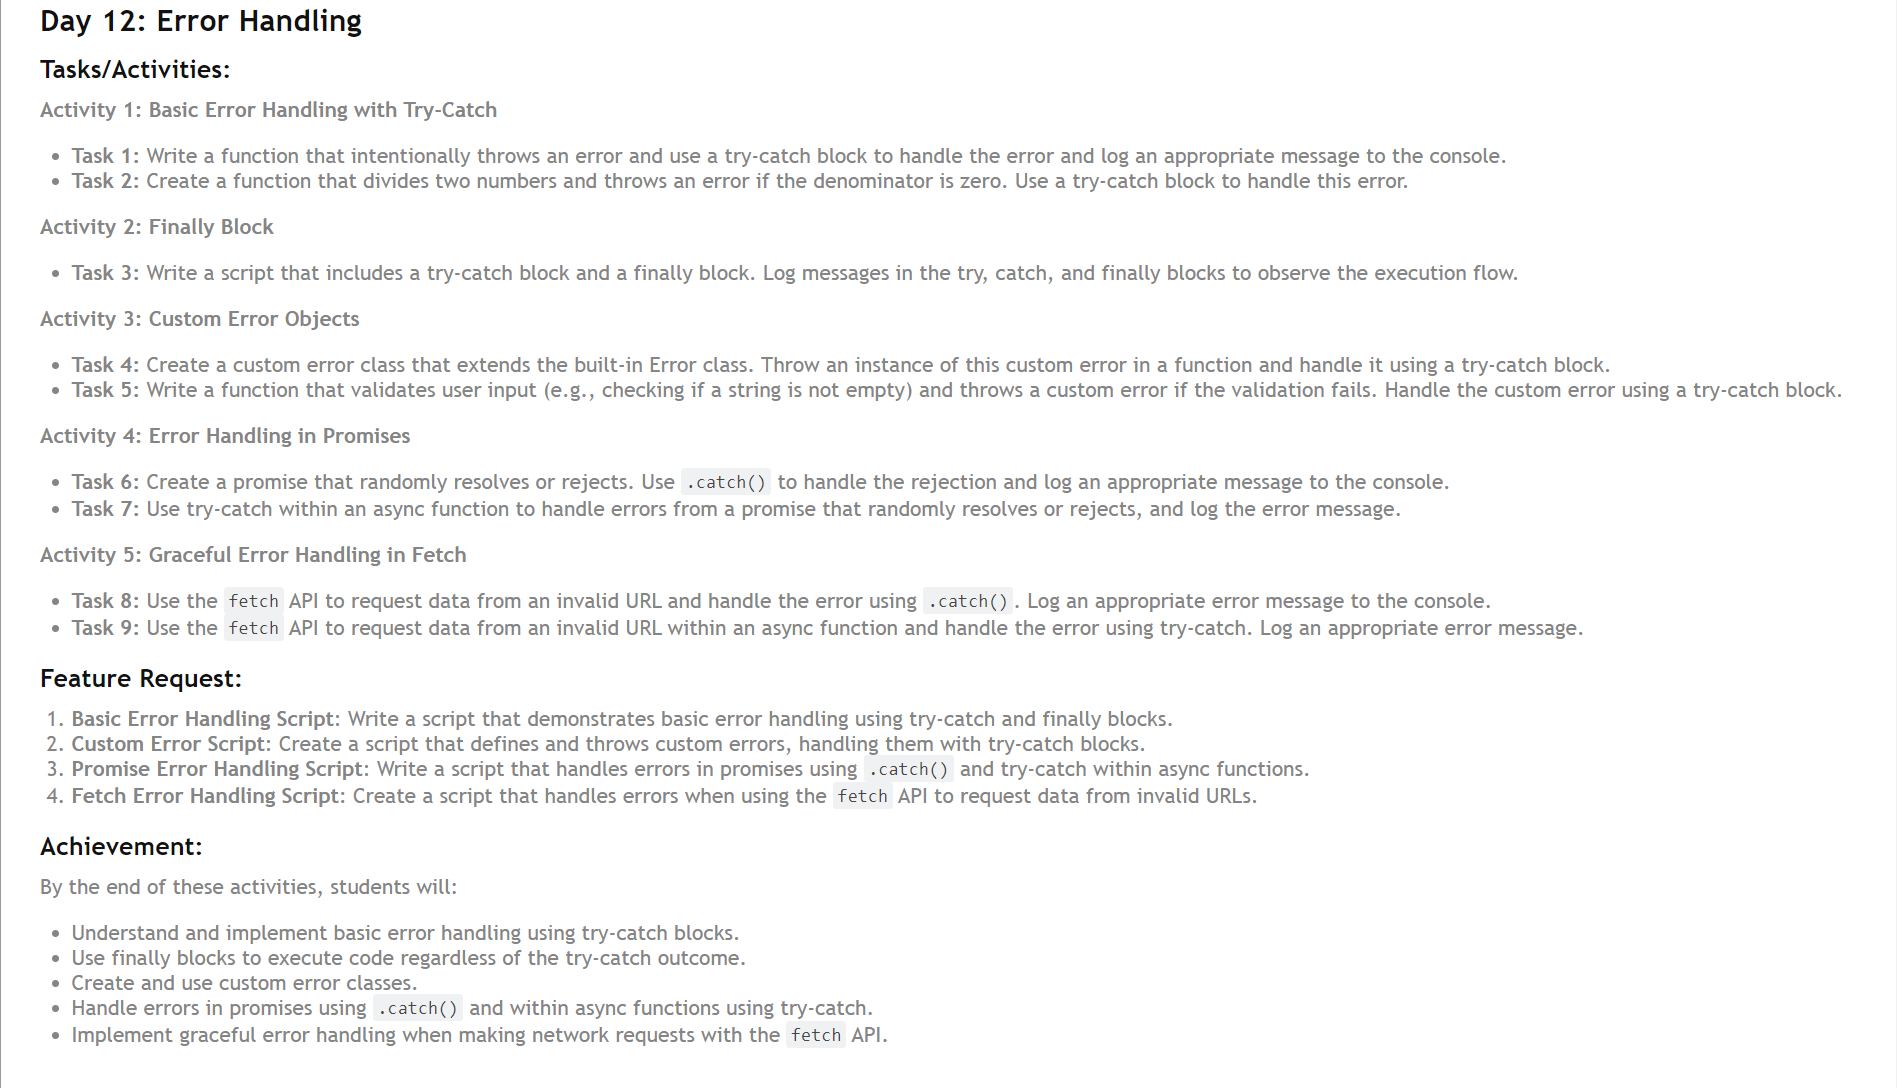 Day 12: Error Handling
Tasks/Activities:
Activity 1: Basic Error Handling with Try-Catch
• Task 1: Write a function that intentionally throws an error and use a try-catch block to handle the error and log an appropriate message to the console.
• Task 2: Create a function that divides two numbers and throws an error if the denominator is zero. Use a try-catch block to handle this error.
Activity 2: Finally Block
• Task 3: Write a script that includes a try-catch block and a finally block. Log messages in the try, catch, and finally blocks to observe the execution flow.
Activity 3: Custom Error Objects
• Task 4: Create a custom error class that extends the built-in Error class. Throw an instance of this custom error in a function and handle it using a try-catch block.
• Task 5: Write a function that validates user input (e.g., checking if a string is not empty) and throws a custom error if the validation fails. Handle the custom error using a try-catch block.
Activity 4: Error Handling in Promises
• Task 6: Create a promise that randomly resolves or rejects. Use .catch() to handle the rejection and log an appropriate message to the console.
• Task 7: Use try-catch within an async function to handle errors from a promise that randomly resolves or rejects, and log the error message.
Activity 5: Graceful Error Handling in Fetch
• Task 8: Use the fetch API to request data from an invalid URL and handle the error using .catch(). Log an appropriate error message to the console.
• Task 9: Use the fetch API to request data from an invalid URL within an async function and handle the error using try-catch. Log an appropriate error message.
Feature Request:
1. Basic Error Handling Script: Write a script that demonstrates basic error handling using try-catch and finally blocks.
2. Custom Error Script: Create a script that defines and throws custom errors, handling them with try-catch blocks.
3. Promise Error Handling Script: Write a script that handles errors in promises using .catch() and try-catch within async functions.
4. Fetch Error Handling Script: Create a script that handles errors when using the fetch API to request data from invalid URLs.
Achievement:
By the end of these activities, students will:
• Understand and implement basic error handling using try-catch blocks.
• Use finally blocks to execute code regardless of the try-catch outcome.
• Create and use custom error classes.
• Handle errors in promises using .catch() and within async functions using try-catch.
• Implement graceful error handling when making network requests with the fetch API.